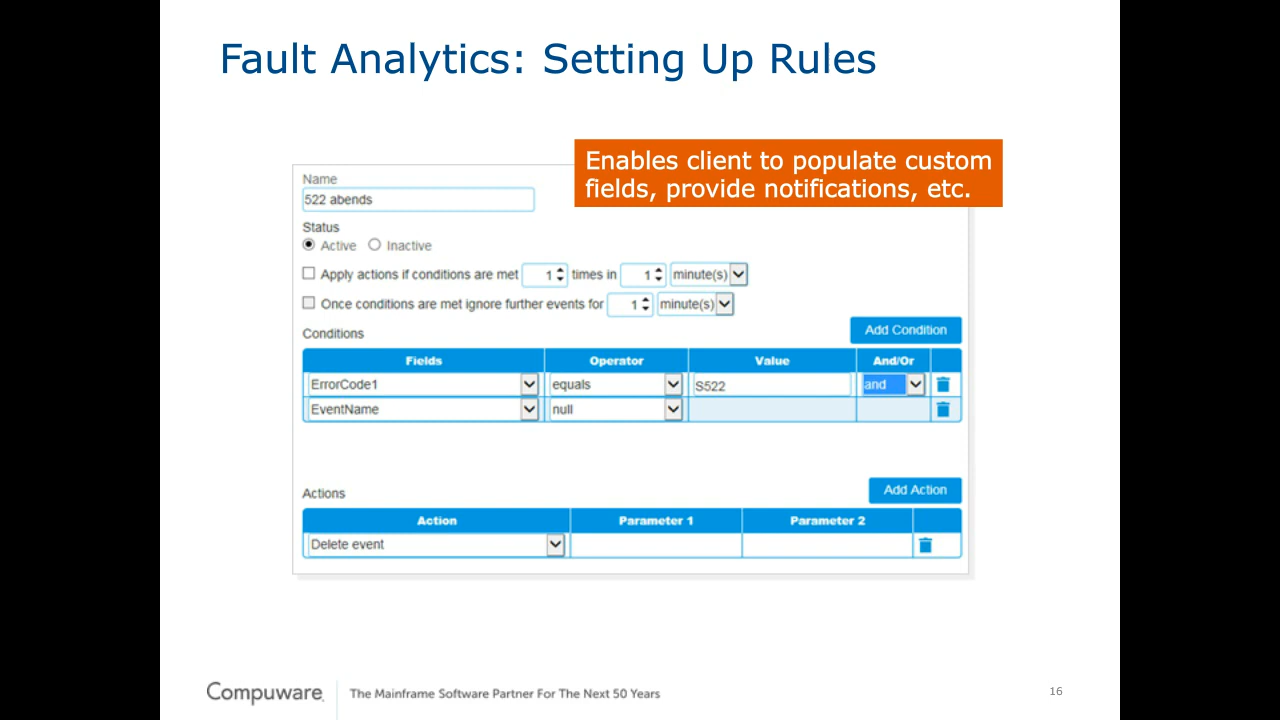 Fault Analytics: Setting Up Rules
Enables client to populate custom
fields, provide notifications, etc.
Name
522 abends
Status
Active Inactive
Apply actions if conditions are met 1 times in 1 minute(s)
Once conditions are met ignore further events for 1 minute(s)
Conditions Add Condition
Fields Operator Value And/Or
ErrorCode1 equals S522 and
EventName null
Actions Add Action
Action Parameter 1 Parameter 2
Delete event
Compuware. The Mainframe Software Partner For The Next 50 Years 16